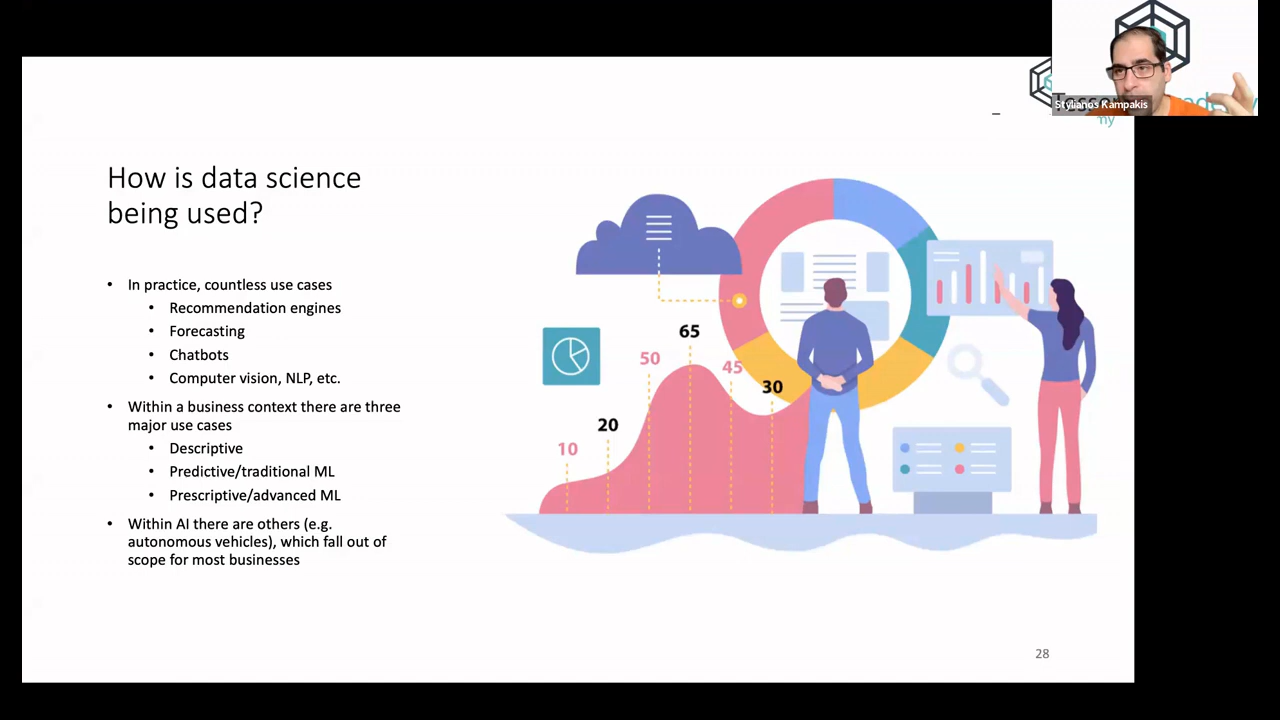 Stylianos Kampakis
How is data science
being used?
• In practice, countless use cases
• Recommendation engines
• Forecasting
• Chatbots
• Computer vision, NLP, etc.
• Within a business context there are three
major use cases
• Descriptive
• Predictive/traditional ML
• Prescriptive/advanced ML
• Within AI there are others (e.g.
autonomous vehicles), which fall out of
scope for most businesses
10
20
50
65
45
30
28